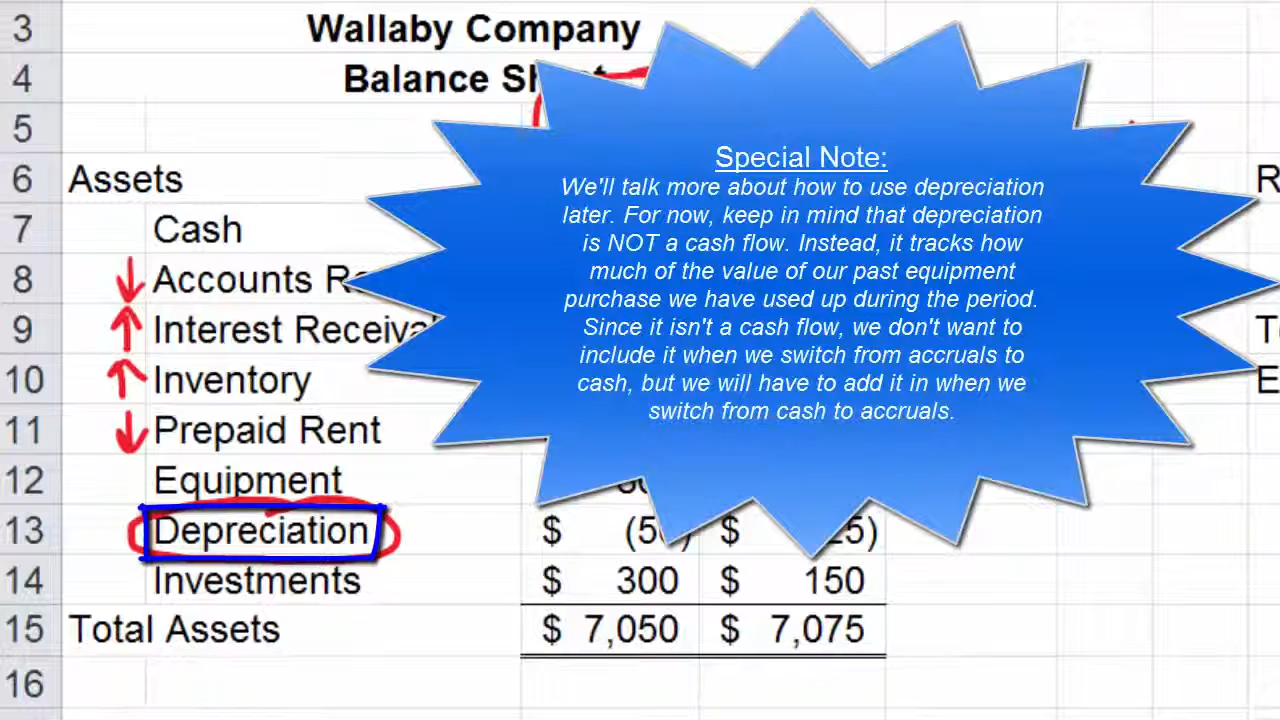 3 Wallaby Company
4 Balance
5
Special Note:
We'll talk more about how to use depreciation
later. For now, keep in mind that depreciation
is NOT a cash flow. Instead, it tracks how
much of the value of our past equipment
purchase we have used up during the period.
Since it isn't a cash flow, we don't want to
include it when we switch from accruals to
cash, but we will have to add it in when we
switch from cash to accruals.
6 Assets
7 Cash
8 Accounts
9 Interest
10 Inventory
11 Prepaid Rent
12 Equipment
13 Depreciation $ $
14 Investments $ 300 $ 150
15 Total Assets $ 7,050 $ 7,075
16